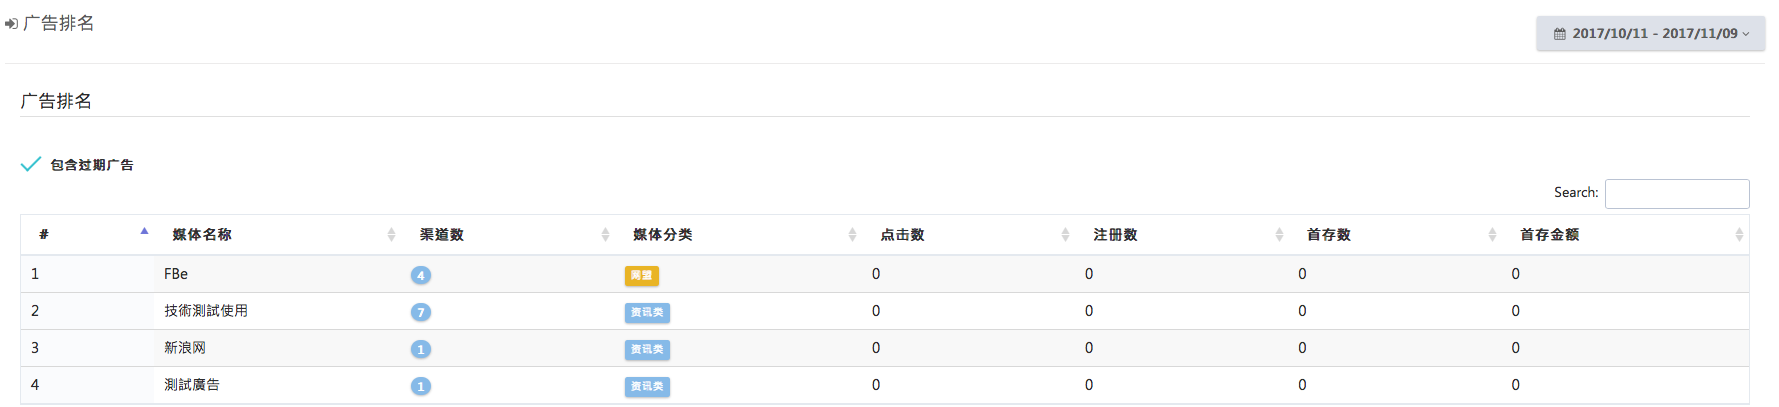 广告排名
2017/10/11 - 2017/11/09
广告排名
包含过期广告
Search:
# 媒体名称 渠道数 媒体分类 点击数 注册数 首存数 首存金额
1 FBe 4 网盟 0 0 0 0
2 技術測試使用 7 资讯类 0 0 0 0
3 新浪网 1 资讯类 0 0 0 0
4 測試廣告 1 资讯类 0 0 0 0